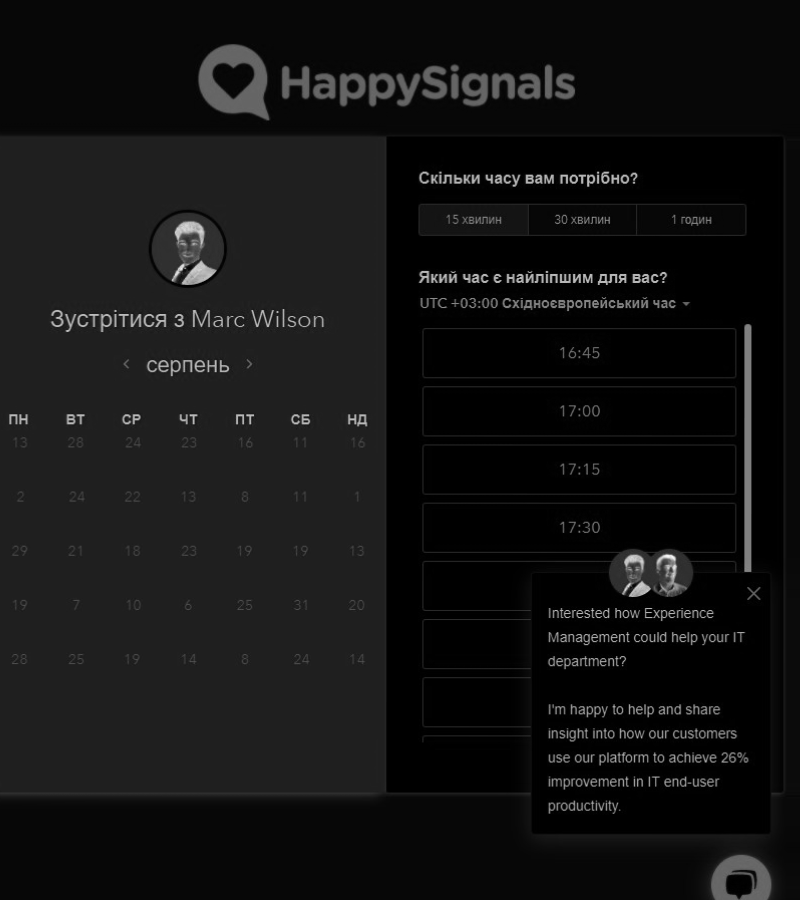 HappySignals
Зустрітися з Marc Wilson
серпень
ПН ВТ СР ЧТ ПТ СБ НД
13 28 24 23 16 11 16
2 24 22 13 8 11 1
29 21 18 23 19 19 13
19 7 10 6 25 31 20
28 25 19 14 8 24 14
Скільки часу вам потрібно?
15 хвилин 30 хвилин 1 годин
Який час є найліпшим для вас?
UTC +03:00 Східноєвропейський час
16:45
17:00
17:15
17:30
Interested how Experience
Management could help your IT
department?
I'm happy to help and share
insight into how our customers
use our platform to achieve 26%
improvement in IT end-user
productivity.